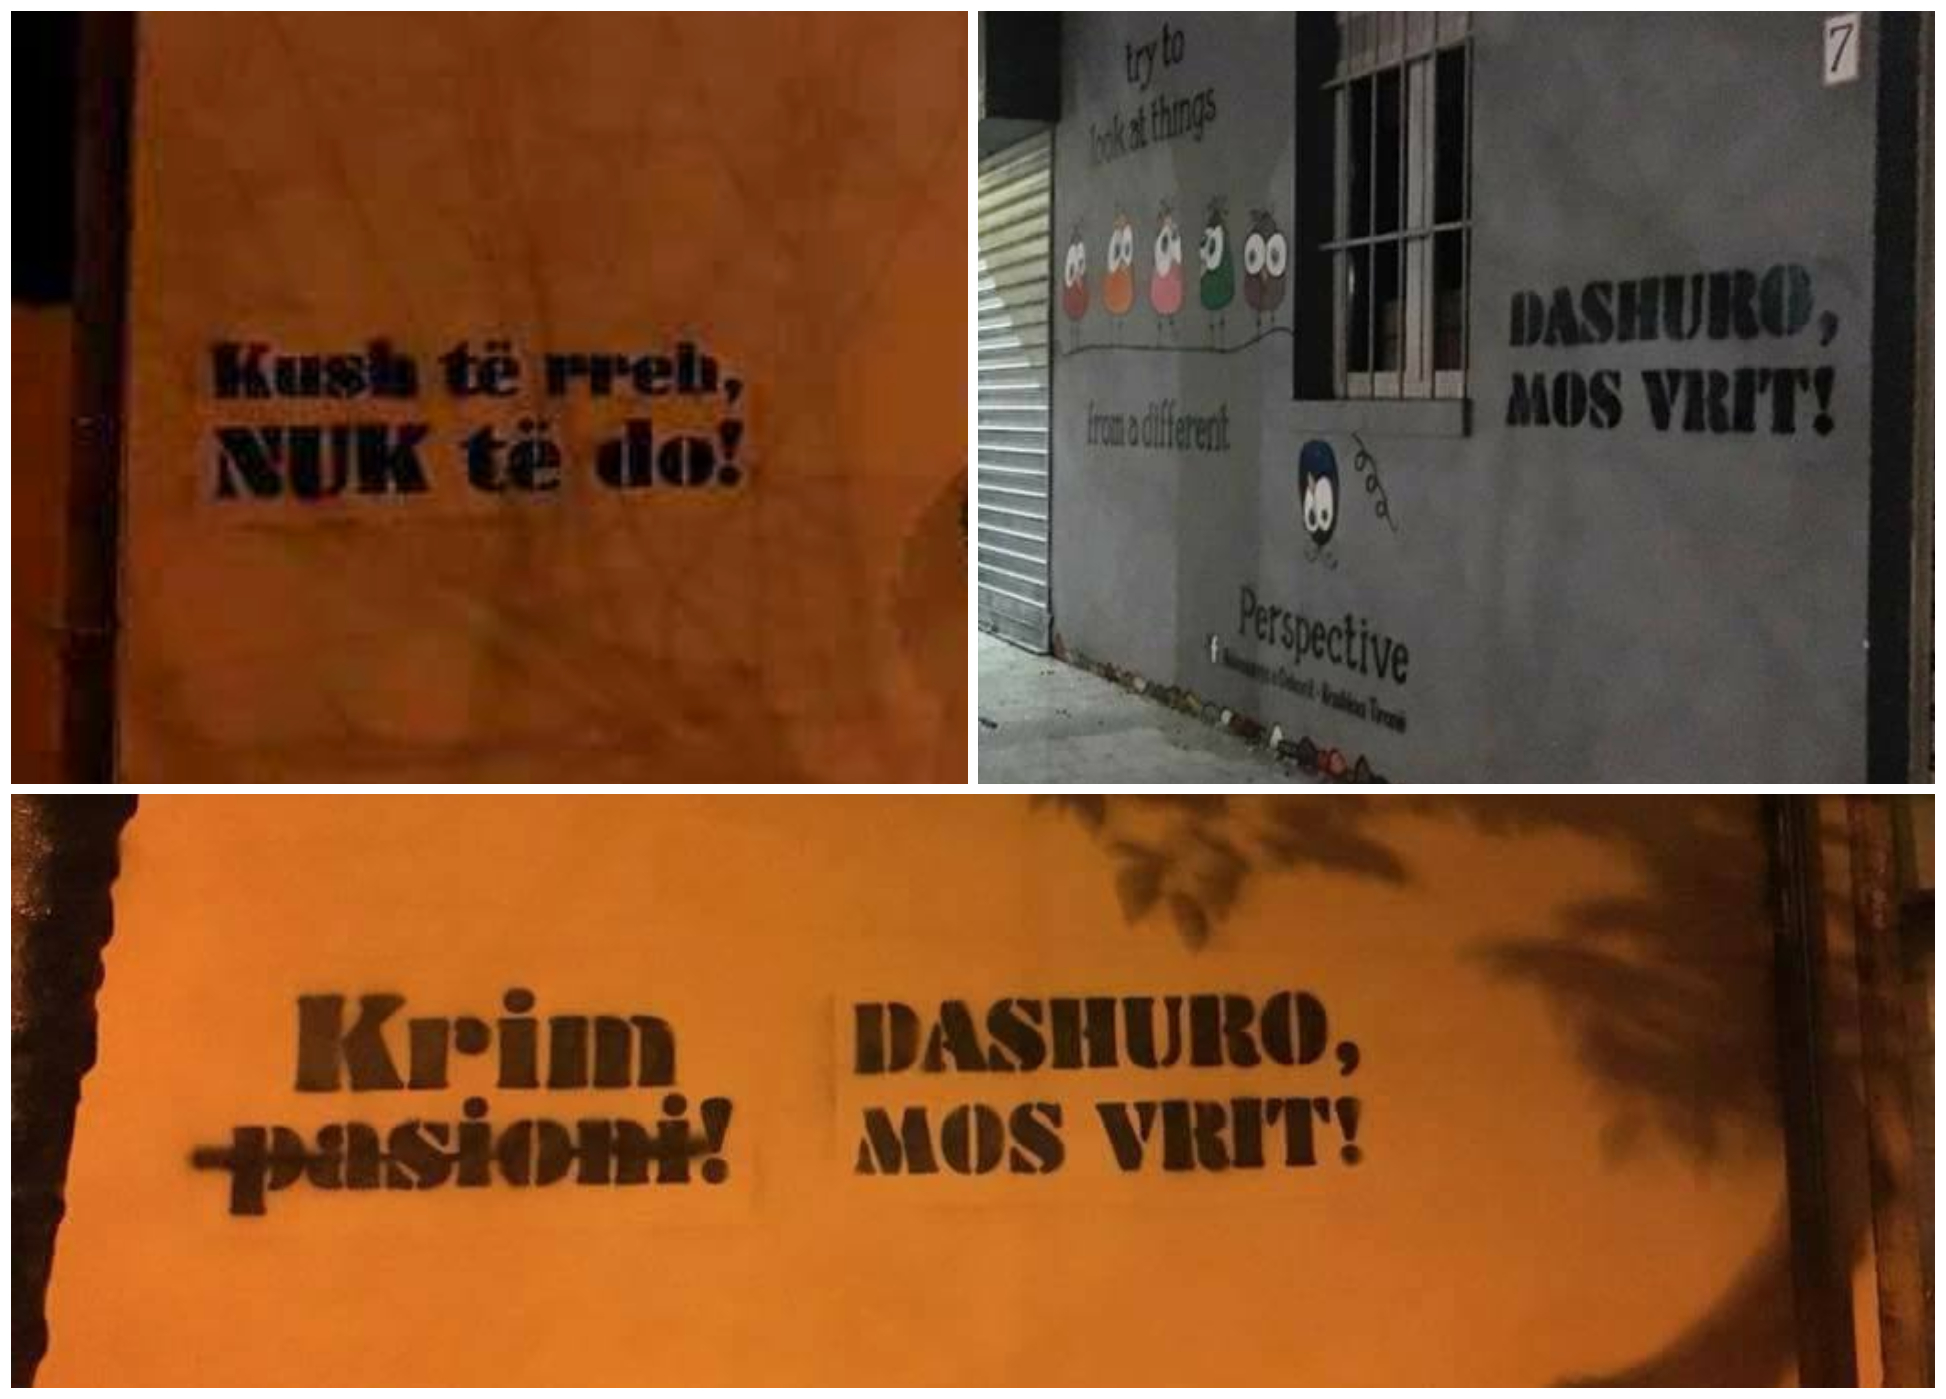 Kush të rreh,
NUK të do!
try to
look at things
from a different
Perspective
f
7
DASHURO,
MOS VRIT!
Krim
pasioni!
DASHURO,
MOS VRIT!